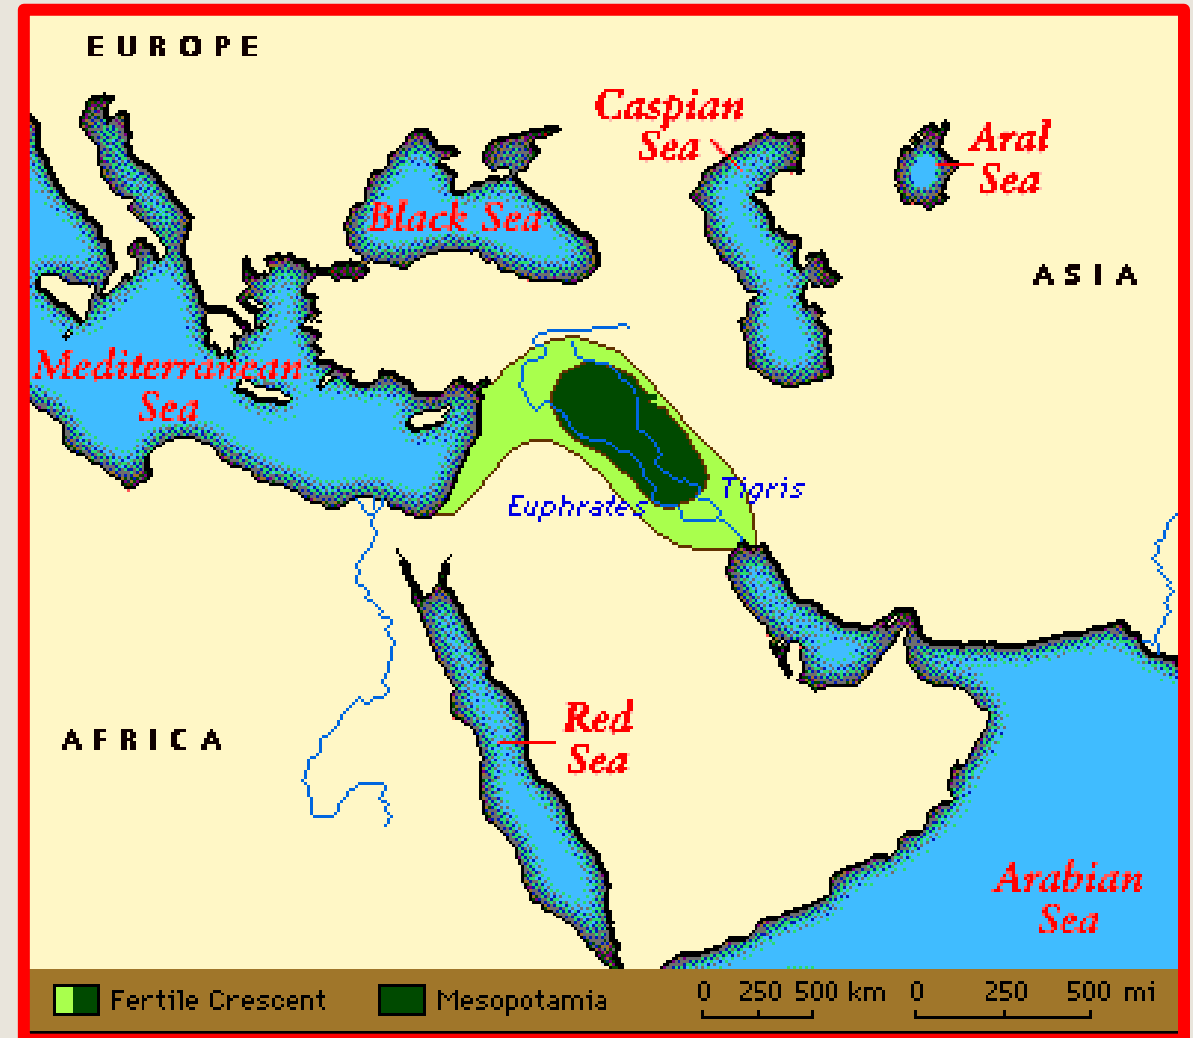 EUROPE
Caspian
Sea
Aral
Sea
Black Sea
ASIA
Mediterranean
Sea
Tigris
Euphrates
Red
Sea
AFRICA
Arabian
Sea
Fertile Crescent
Mesopotamia
0 250 500 km
0 250 500 mi